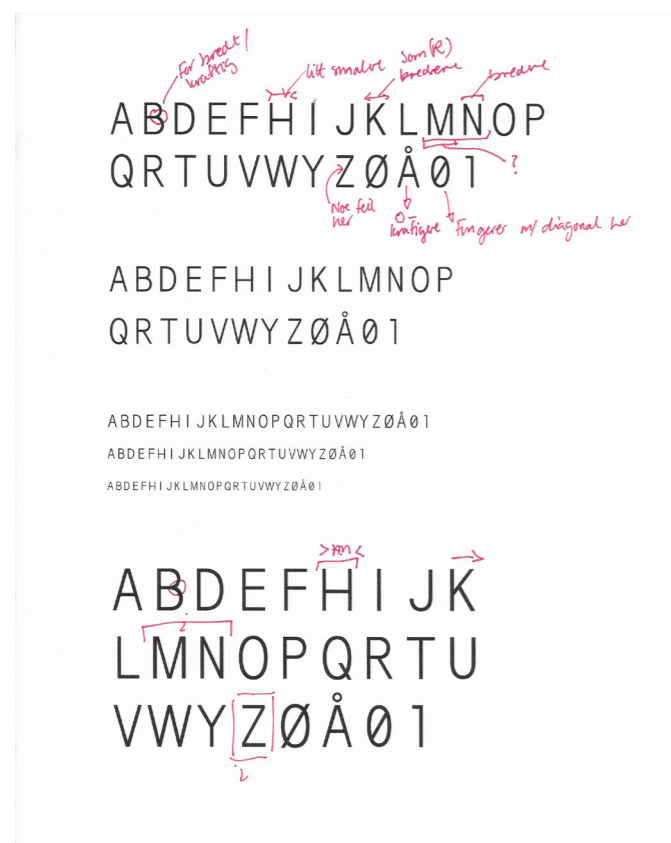 For bredt/
kraftig
litt smalere
Som (R)
bredere
bredere
ABDEFHIJKLMNOP
QRTUVWYZØÅ01
?
Noe feil
her
kraftigere
Fungerer m/ diagonal her
ABDEFHIJKLMNOP
QRTUVWYZØÅ01
ABDEFHIJKLMNOPQRTUVWYZØÅ01
ABDEFHIJKLMNOPQRTUVWYZØÅ01
ABDEFHIJKLMNOPQRTUVWYZØÅ01
ABDEFHIJK
LMNOPQRTU
VWYZØÅ01